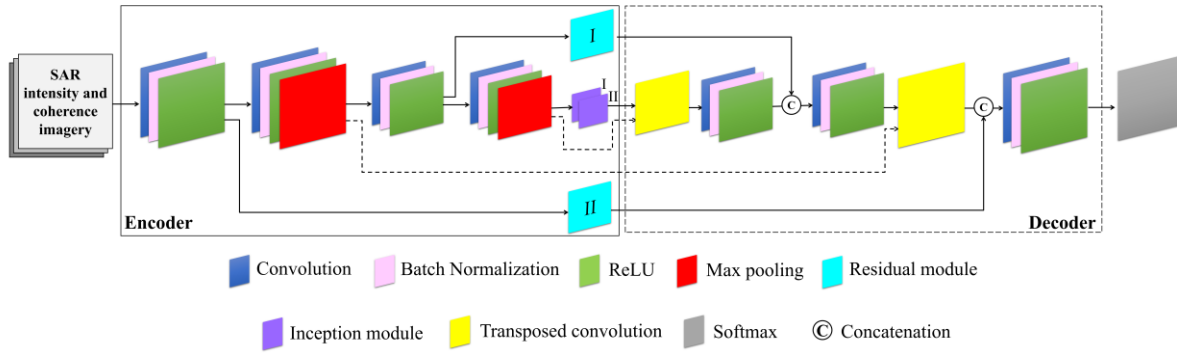 SAR
intensity and
coherence
imagery
I
I
II
C
C
II
Encoder
Decoder
Convolution
Batch Normalization
ReLU
Max pooling
Residual module
Inception module
Transposed convolution
Softmax
C Concatenation